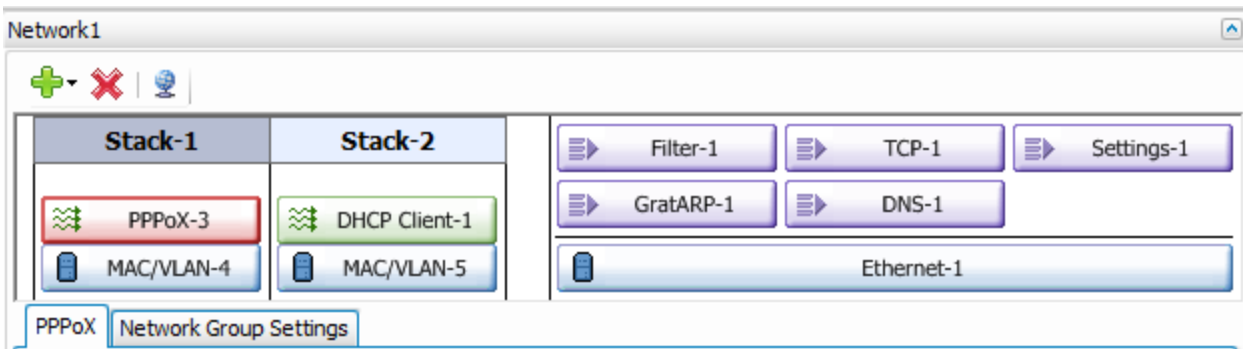 Network1
Stack-1 Stack-2
Filter-1 TCP-1 Settings-1
PPPoX-3 DHCP Client-1 GratARP-1 DNS-1
MAC/VLAN-4 MAC/VLAN-5 Ethernet-1
PPPoX Network Group Settings